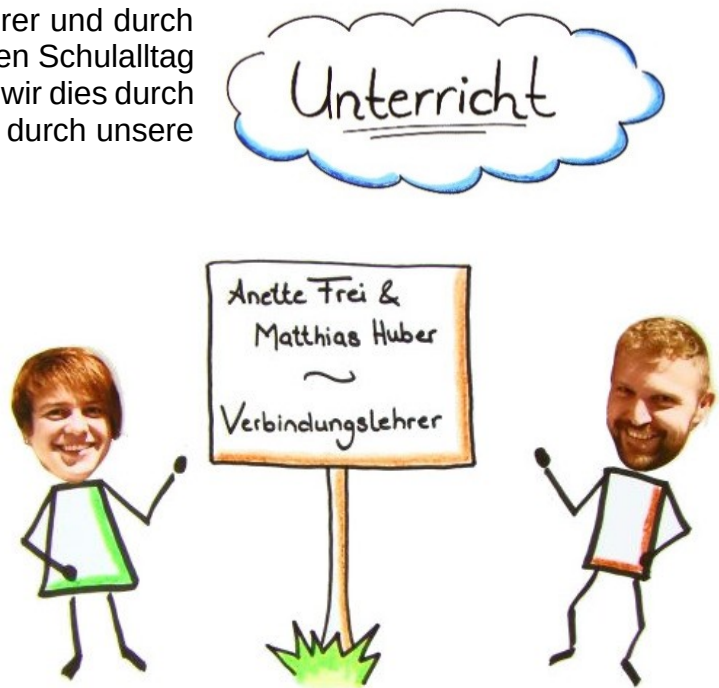 rer und durch
en Schulalltag
wir dies durch
durch unsere
Unterricht
Anette Frei &
Matthias Huber
~
Verbindungslehrer